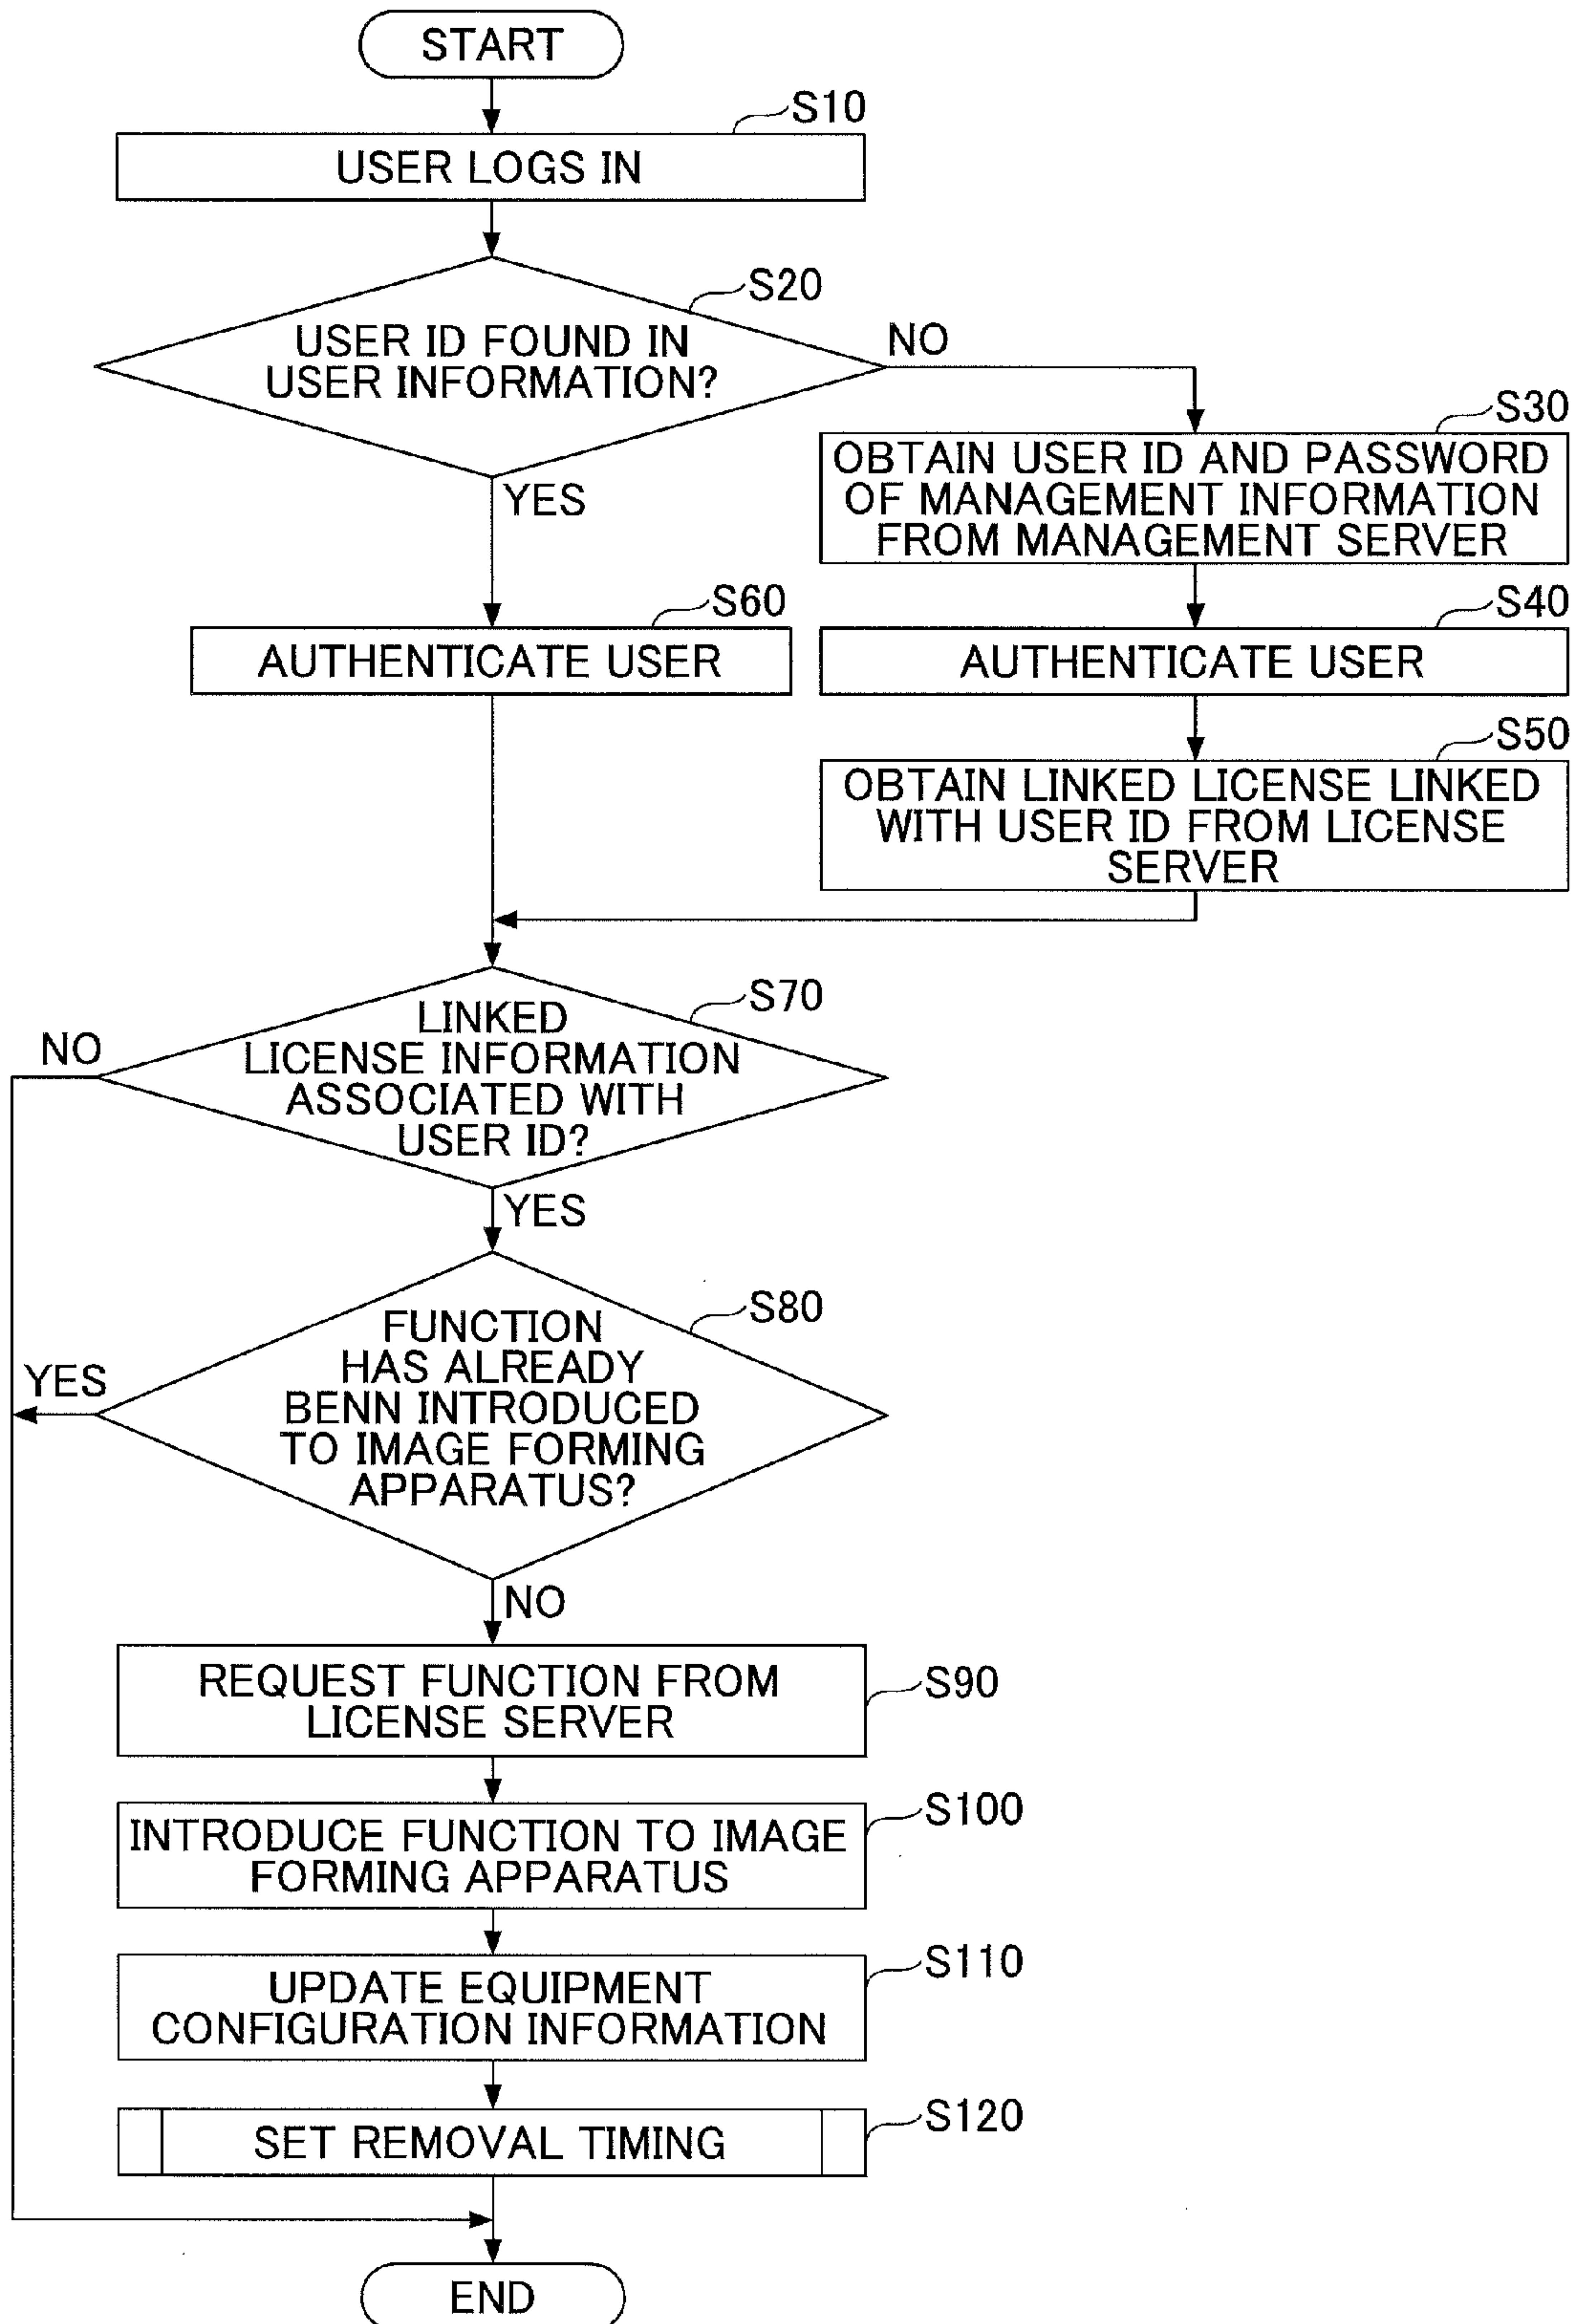 START
S10
USER LOGS IN
S20
USER ID FOUND IN
USER INFORMATION?
NO
YES
S30
OBTAIN USER ID AND PASSWORD
OF MANAGEMENT INFORMATION
FROM MANAGEMENT SERVER
S60
AUTHENTICATE USER
S40
AUTHENTICATE USER
S50
OBTAIN LINKED LICENSE LINKED
WITH USER ID FROM LICENSE
SERVER
S70
LINKED
LICENSE INFORMATION
ASSOCIATED WITH
USER ID?
NO
YES
S80
FUNCTION
HAS ALREADY
BENN INTRODUCED
TO IMAGE FORMING
APPARATUS?
YES
NO
REQUEST FUNCTION FROM
LICENSE SERVER
S90
INTRODUCE FUNCTION TO IMAGE
FORMING APPARATUS
S100
UPDATE EQUIPMENT
CONFIGURATION INFORMATION
S110
SET REMOVAL TIMING
S120
END